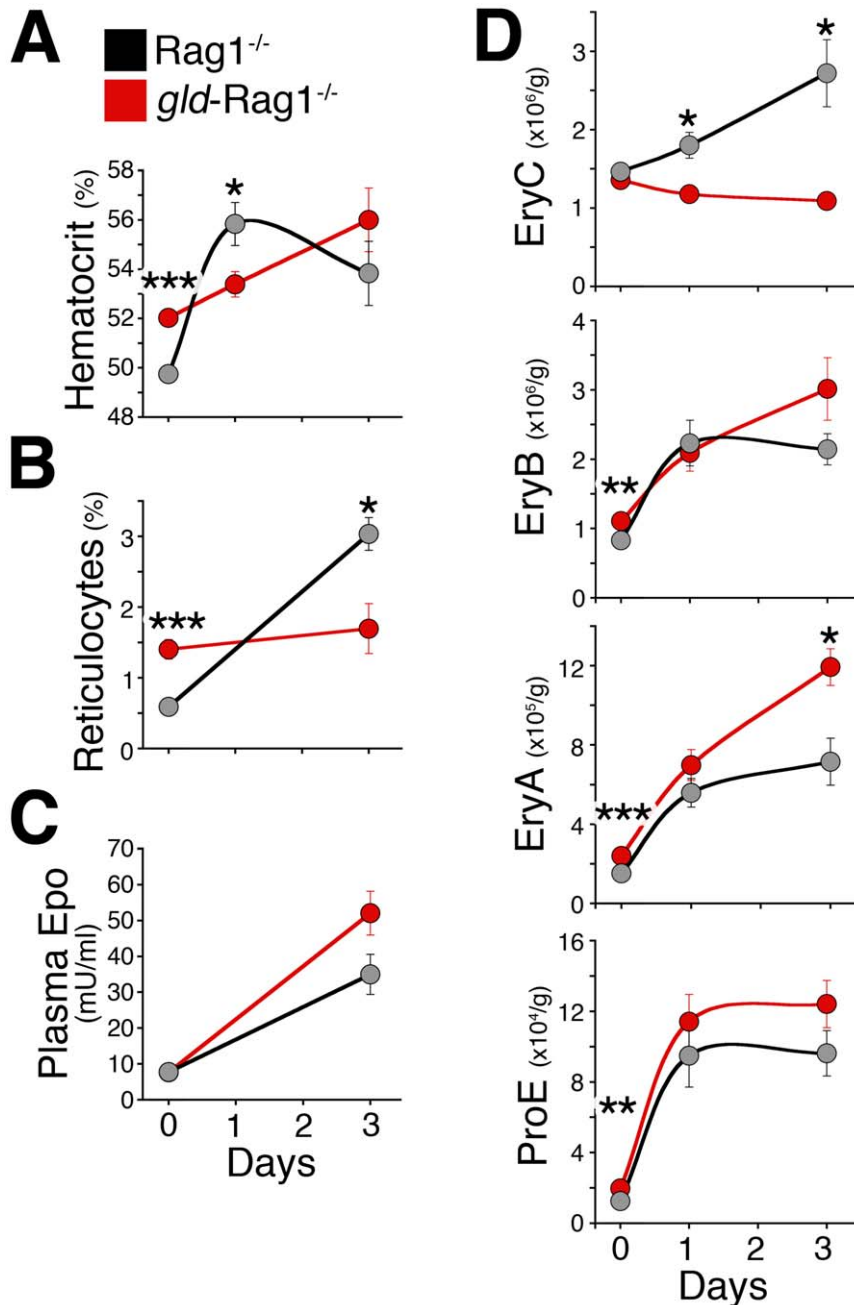 A
Rag1-/-
gld-Rag1-/-
Hematocrit (%)
58
56
54
52
50
48
***
*
B
Reticulocytes (%)
3
2
1
0
***
*
C
Plasma Epo
(mU/ml)
70
60
50
40
30
20
10
0
0 1 2 3
Days
D
EryC (x10⁶/g)
3
2
1
0
*
*
EryB (x10⁶/g)
4
3
2
1
0
**
EryA (x10⁵/g)
12
8
4
0
***
*
ProE (x10⁴/g)
16
12
8
4
0
**
0 1 2 3
Days